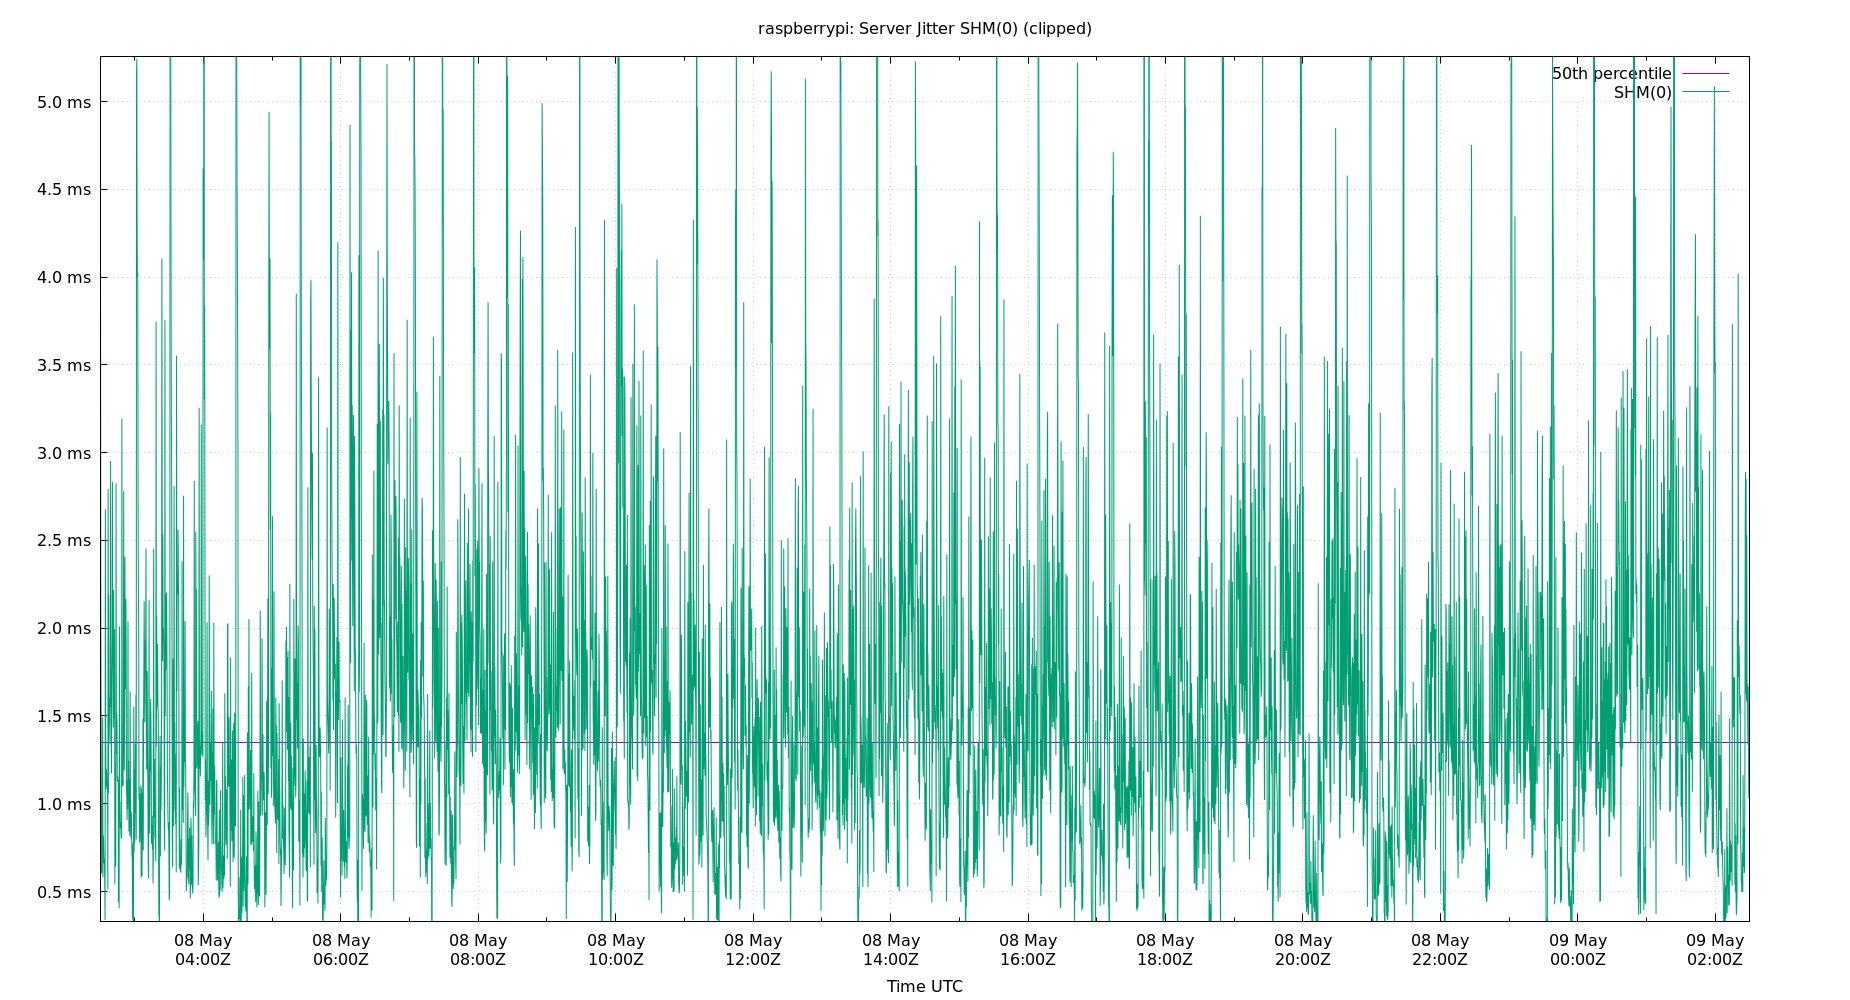 raspberrypi: Server Jitter SHM(0) (clipped)
50th percentile
SHM(0)
5.0 ms
4.5 ms
4.0 ms
3.5 ms
3.0 ms
2.5 ms
2.0 ms
1.5 ms
1.0 ms
0.5 ms
08 May 08 May 08 May 08 May 08 May 08 May 08 May 08 May 08 May 08 May 09 May 09 May
04:00Z 06:00Z 08:00Z 10:00Z 12:00Z 14:00Z 16:00Z 18:00Z 20:00Z 22:00Z 00:00Z 02:00Z
Time UTC